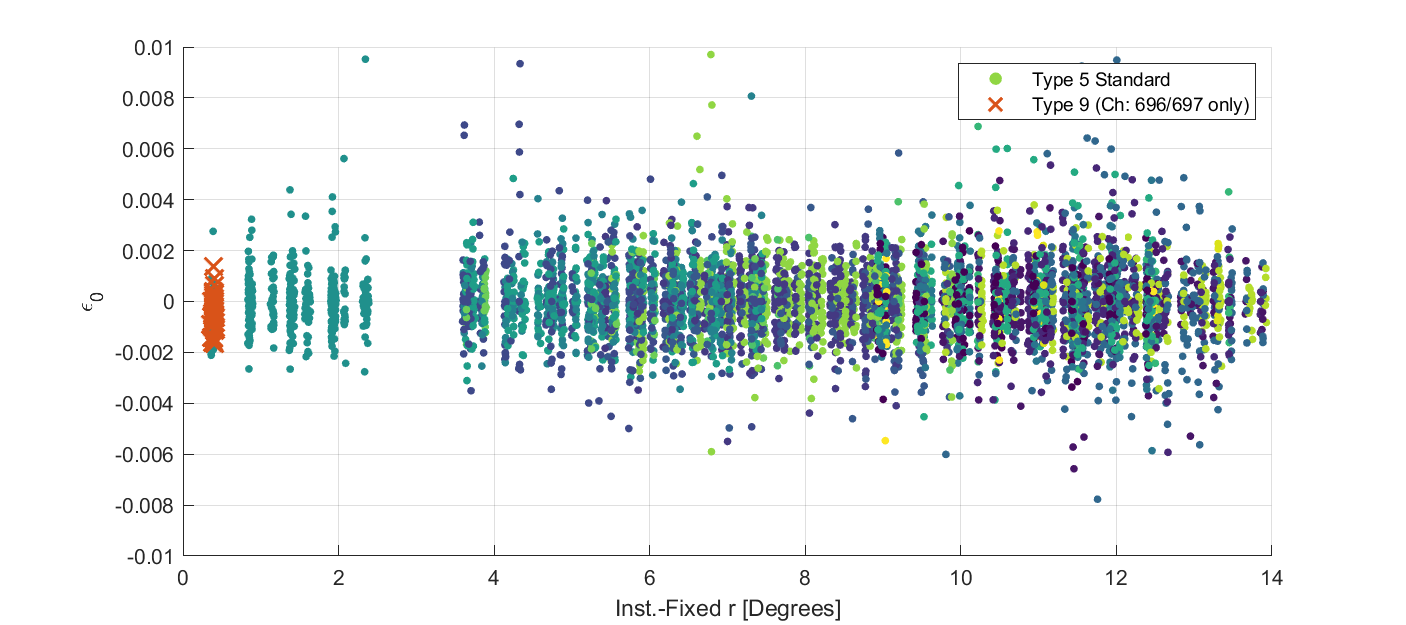 0.01
0.008
0.006
0.004
0.002
0
-0.002
-0.004
-0.006
-0.008
-0.01
ϵ0
Type 5 Standard
Type 9 (Ch: 696/697 only)
0 2 4 6 8 10 12 14
Inst.-Fixed r [Degrees]